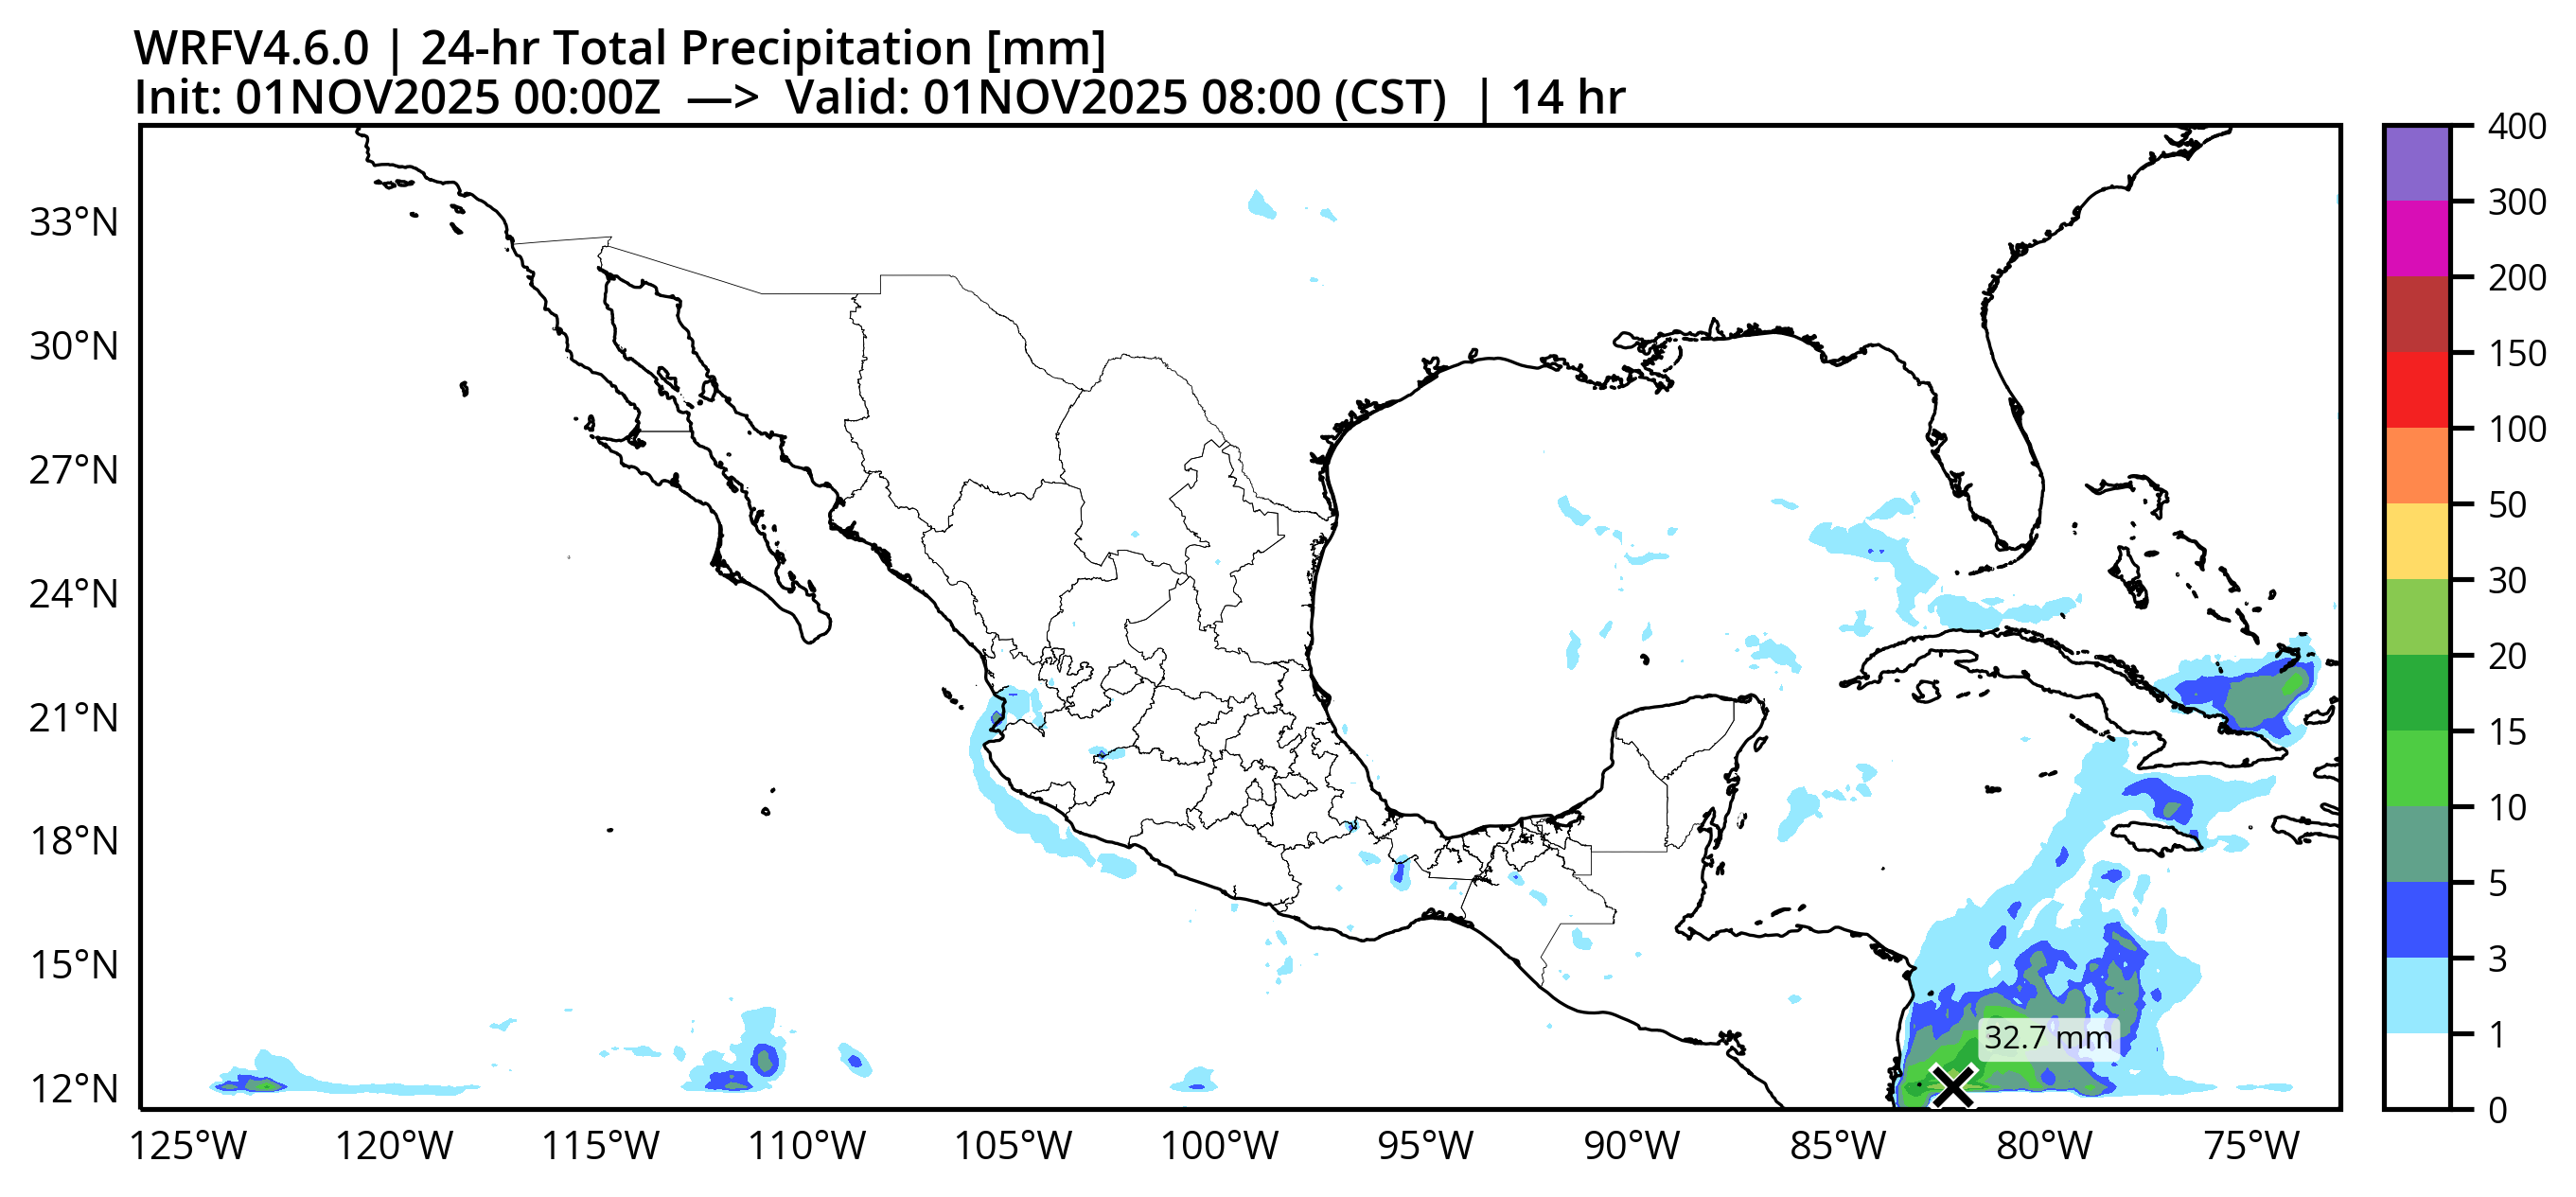 WRFV4.6.0 | 24-hr Total Precipitation [mm]
Init: 01NOV2025 00:00Z —> Valid: 01NOV2025 08:00 (CST) | 14 hr
400
300
200
150
100
50
30
20
15
10
5
3
1
0
33°N
30°N
27°N
24°N
21°N
18°N
15°N
12°N
32.7 mm
125°W 120°W 115°W 110°W 105°W 100°W 95°W 90°W 85°W 80°W 75°W